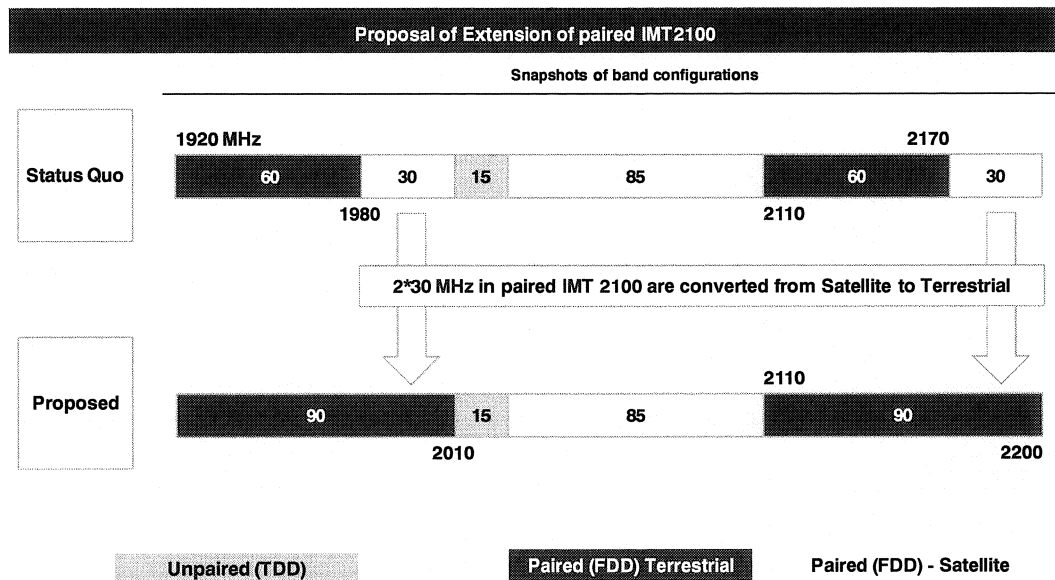 Proposal of Extension of paired IMT2100
Snapshots of band configurations
Status Quo
1920 MHz
2170
60
30
15
85
60
30
1980
2110
2*30 MHz in paired IMT 2100 are converted from Satellite to Terrestrial
Proposed
2110
90
15
85
90
2010
2200
Unpaired (TDD)
Paired (FDD) Terrestrial
Paired (FDD) - Satellite